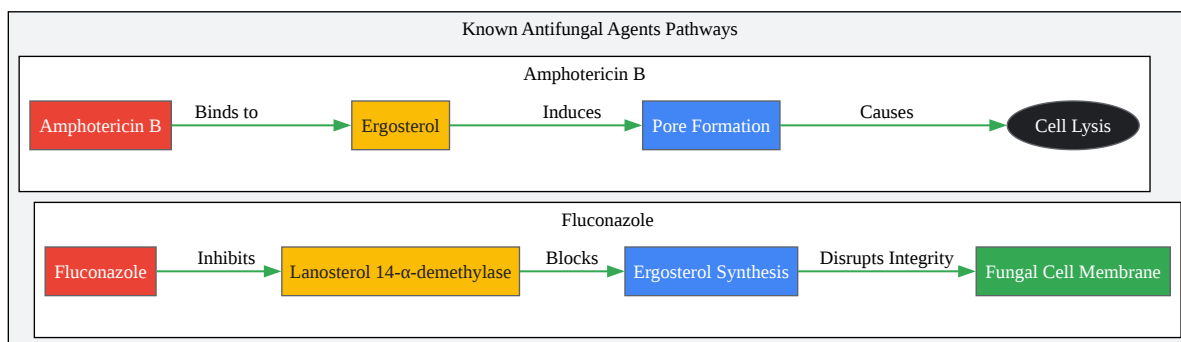 Known Antifungal Agents Pathways
Amphotericin B
Amphotericin B
Binds to
Ergosterol
Induces
Pore Formation
Causes
Cell Lysis
Fluconazole
Fluconazole
Inhibits
Lanosterol 14-α-demethylase
Blocks
Ergosterol Synthesis
Disrupts Integrity
Fungal Cell Membrane